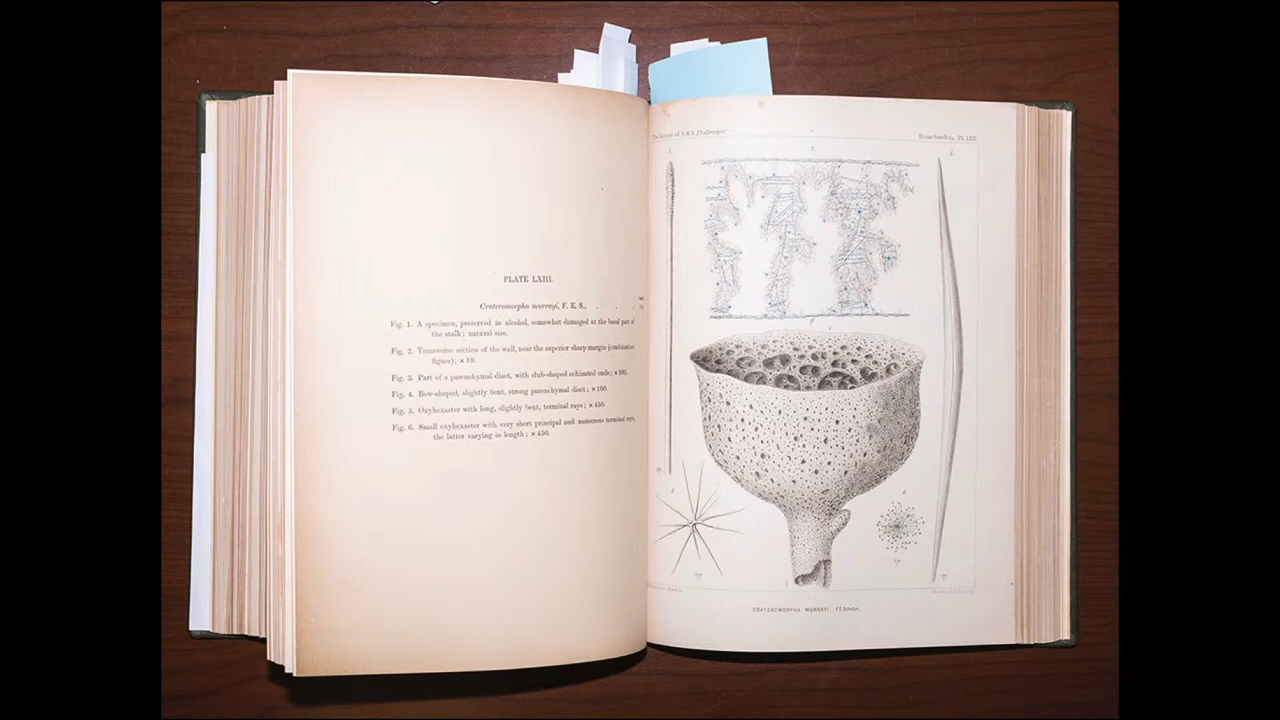 PLATE LXIII.
Crateromorpha murrayi, F. E. S.,
Fig. 1. A specimen, preserved in alcohol, somewhat damaged at the basal part of
the stalk; natural size.
Fig. 2. Transverse section of the wall, near the superior sharp margin (combination
figure); × 10.
Fig. 3. Part of a parenchymal diact, with club-shaped echinated ends; × 100.
Fig. 4. Bow-shaped, slightly bent, strong parenchymal diact; × 100.
Fig. 5. Oxyhexaster with long, slightly bent, terminal rays; × 450.
Fig. 6. Small oxyhexaster with very short principal and numerous terminal rays,
the latter varying in length; × 450.
The Voyage of H.M.S. Challenger
Hexactinellida, Pl. LXIII.
CRATEROMORPHA MURRAYI. F.E.Schulze.